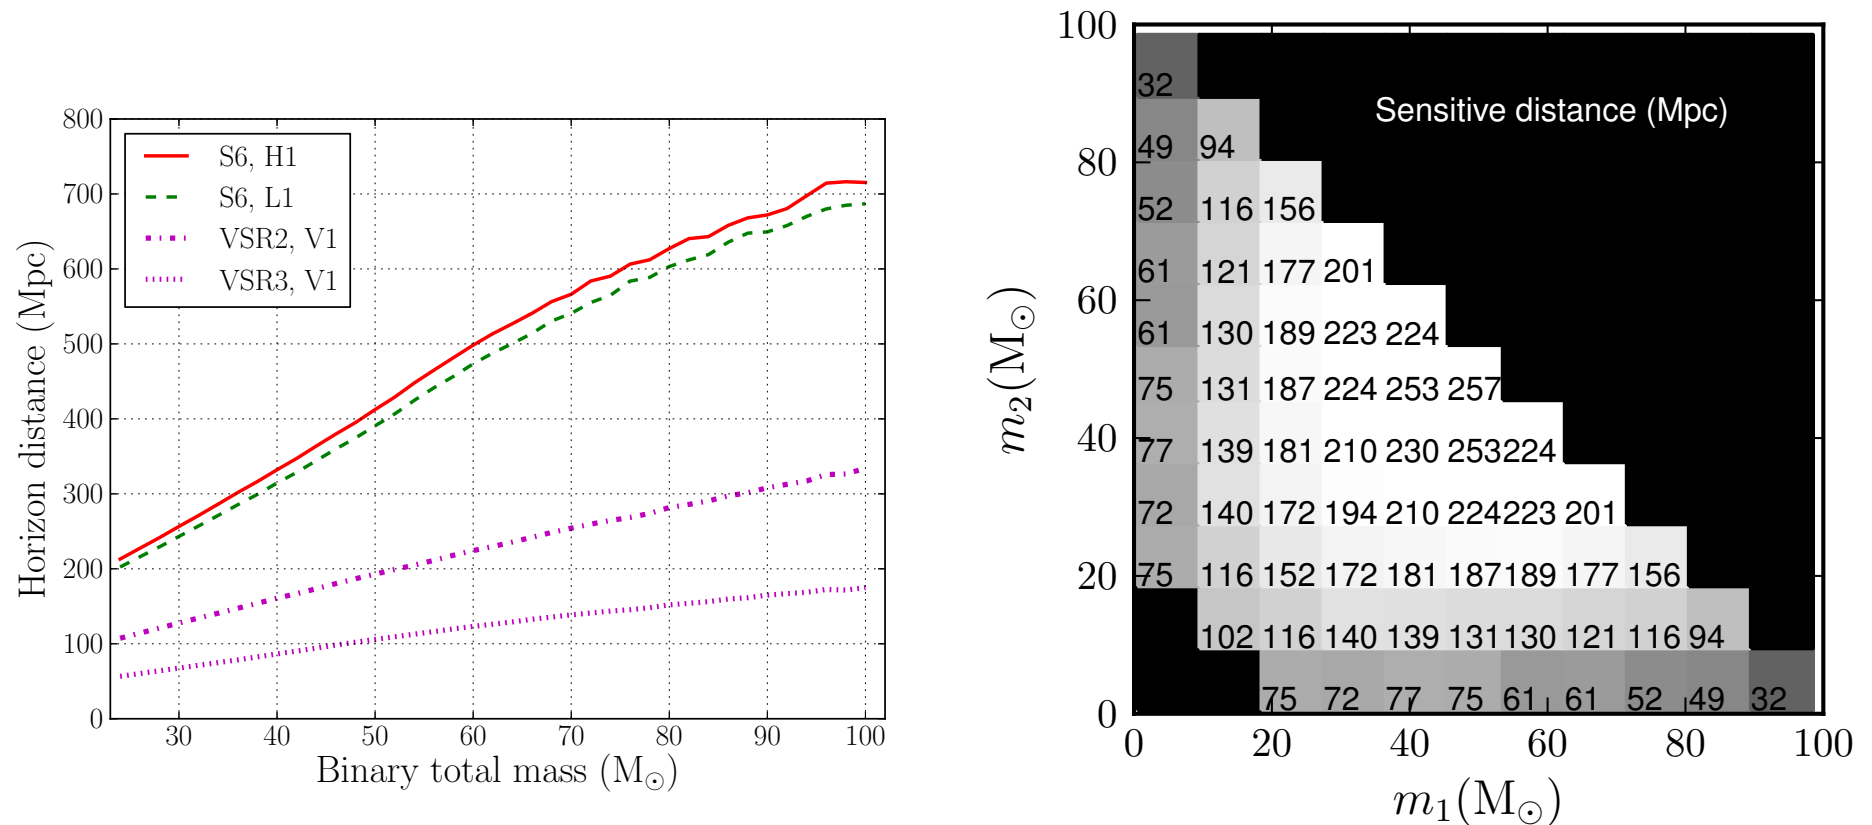 800
700
600
500
400
300
200
100
0
Horizon distance (Mpc)
S6, H1
S6, L1
VSR2, V1
VSR3, V1
30 40 50 60 70 80 90 100
Binary total mass (M☉)
Sensitive distance (Mpc)
100
80
60
40
20
0
m₂(M☉)
32
49 94
52 116 156
61 121 177 201
61 130 189 223 224
75 131 187 224 253 257
77 139 181 210 230 253 224
72 140 172 194 210 224 223 201
75 116 152 172 181 187 189 177 156
102 116 140 139 131 130 121 116 94
75 72 77 75 61 61 52 49 32
0 20 40 60 80 100
m₁(M☉)